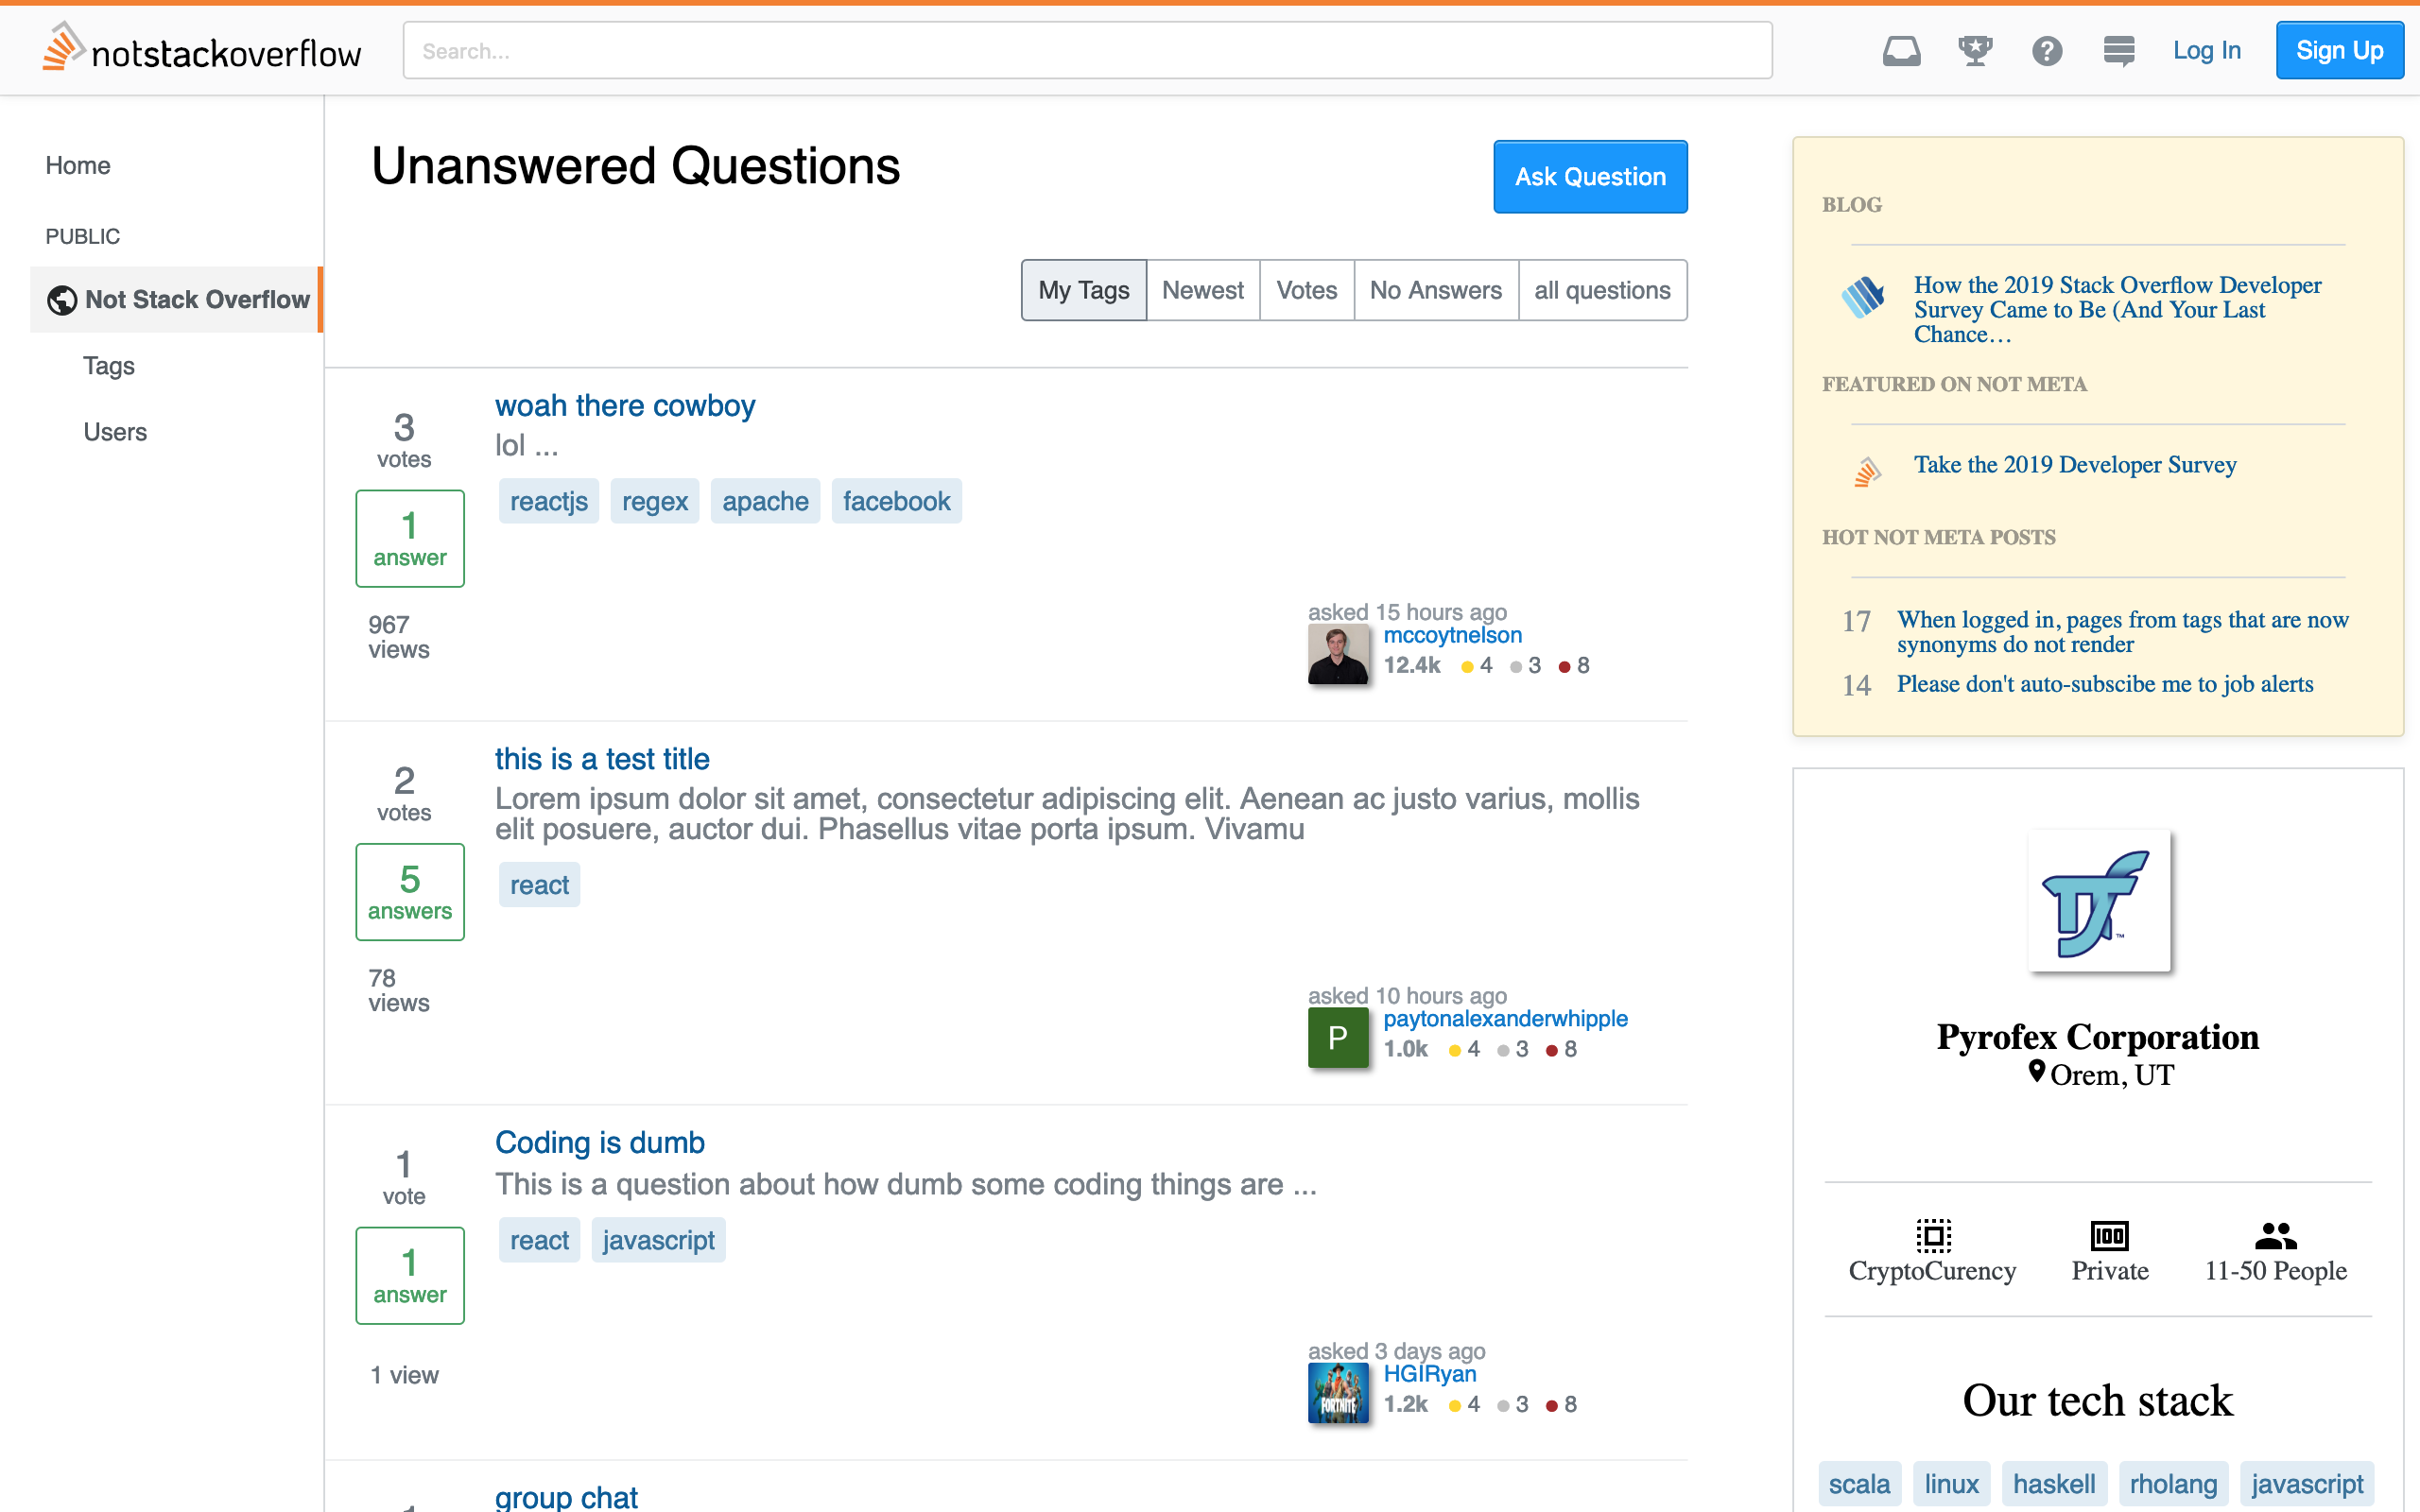 notstackoverflow
Search...
Log In
Sign Up
Home
PUBLIC
Not Stack Overflow
Tags
Users
Unanswered Questions
Ask Question
My Tags
Newest
Votes
No Answers
all questions
3
votes
1
answer
967
views
woah there cowboy
lol ...
reactjs
regex
apache
facebook
asked 15 hours ago
mccoytnelson
12.4k 4 3 8
2
votes
5
answers
78
views
this is a test title
Lorem ipsum dolor sit amet, consectetur adipiscing elit. Aenean ac justo varius, mollis
elit posuere, auctor dui. Phasellus vitae porta ipsum. Vivamu
react
asked 10 hours ago
P
paytonalexanderwhipple
1.0k 4 3 8
1
vote
1
answer
1 view
Coding is dumb
This is a question about how dumb some coding things are ...
react
javascript
asked 3 days ago
FORTNITE
HGIRyan
1.2k 4 3 8
group chat
BLOG
How the 2019 Stack Overflow Developer
Survey Came to Be (And Your Last
Chance…
FEATURED ON NOT META
Take the 2019 Developer Survey
HOT NOT META POSTS
17 When logged in, pages from tags that are now
synonyms do not render
14 Please don't auto-subscibe me to job alerts
TM
Pyrofex Corporation
Orem, UT
CryptoCurency
100
Private
11-50 People
Our tech stack
scala
linux
haskell
rholang
javascript